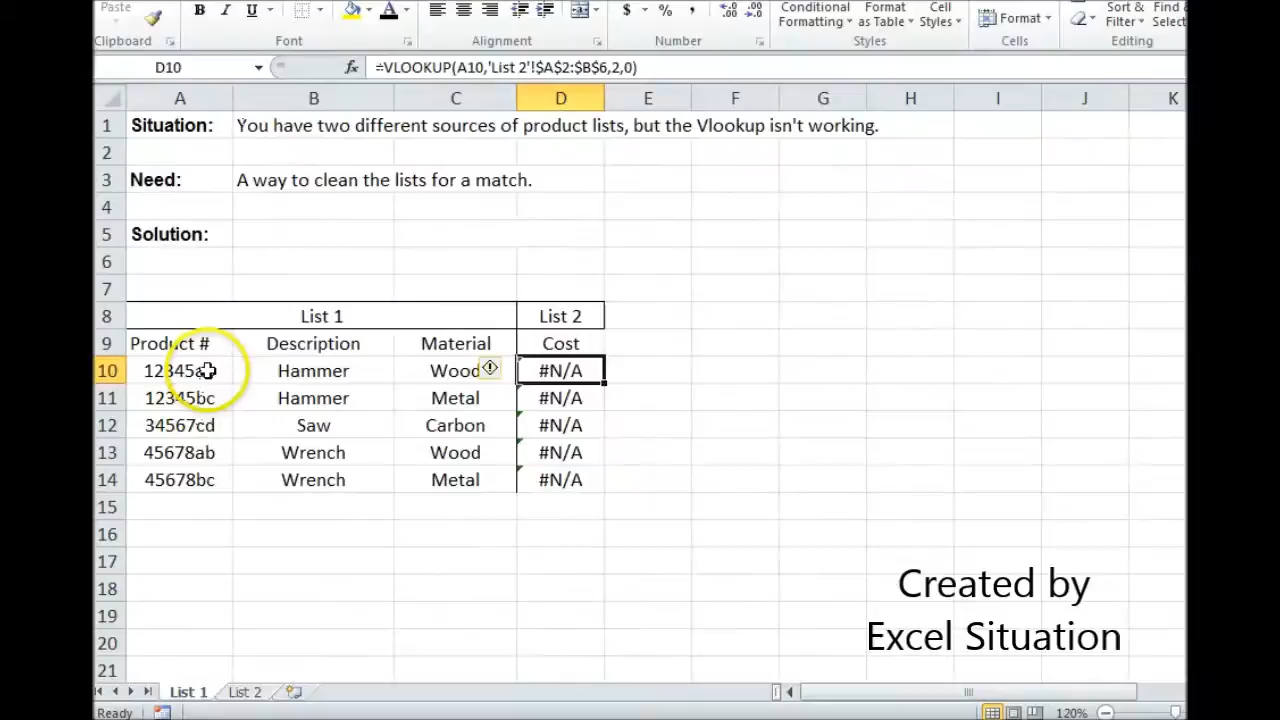 Paste
B I U $ % ,
Conditional Format Cell Sort &
Formatting as Table Styles Format Filter Select
Clipboard Font Alignment Number Styles Cells Editing
D10 fx =VLOOKUP(A10,'List 2'!$A$2:$B$6,2,0)
A B C D E F G H I J K
1 Situation: You have two different sources of product lists, but the Vlookup isn't working.
2
3 Need: A way to clean the lists for a match.
4
5 Solution:
6
7
8 List 1 List 2
9 Product # Description Material Cost
10 Hammer Wood #N/A
11 12345bc Hammer Metal #N/A
12 34567cd Saw Carbon #N/A
13 45678ab Wrench Wood #N/A
14 45678bc Wrench Metal #N/A
15
16
17
18
19
20
21
Created by
Excel Situation
List 1 List 2
Ready 120%